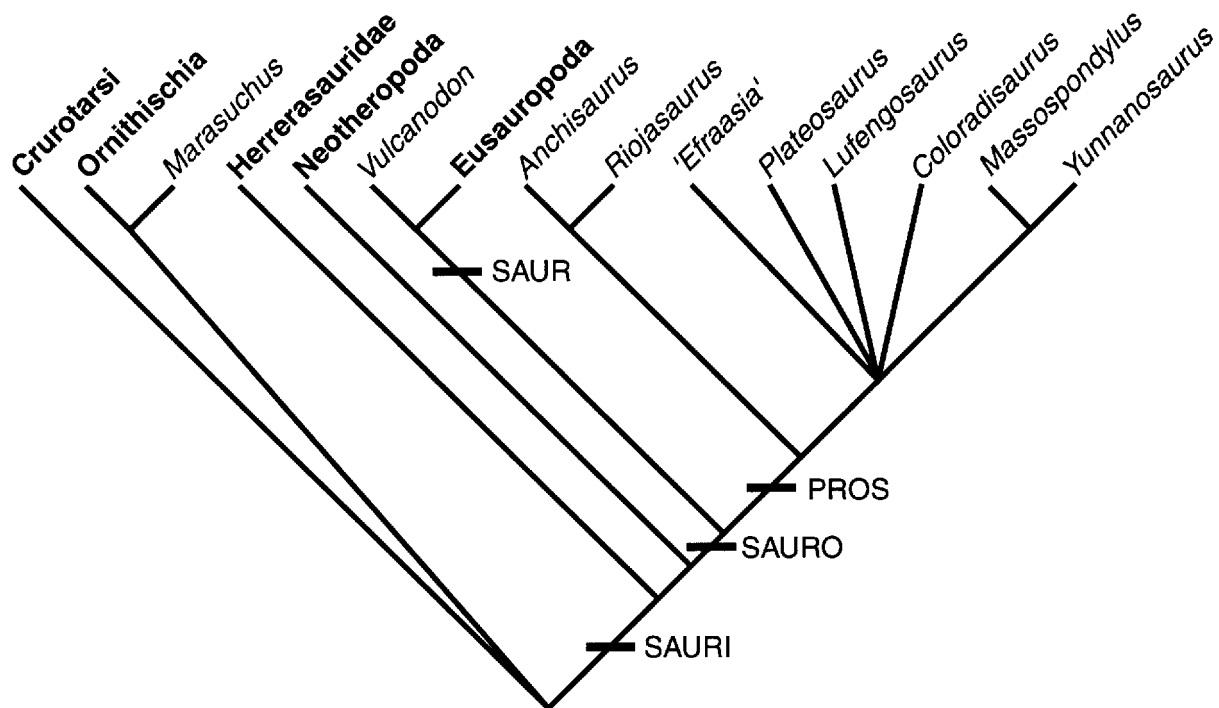 Crurotarsi
Ornithischia
Marasuchus
Herrerasauridae
Neotheropoda
Vulcanodon
Eusauropoda
Anchisaurus
Riojasaurus
'Efraasia'
Plateosaurus
Lufengosaurus
Coloradisaurus
Massospondylus
Yunnanosaurus
SAUR
PROS
SAURO
SAURI